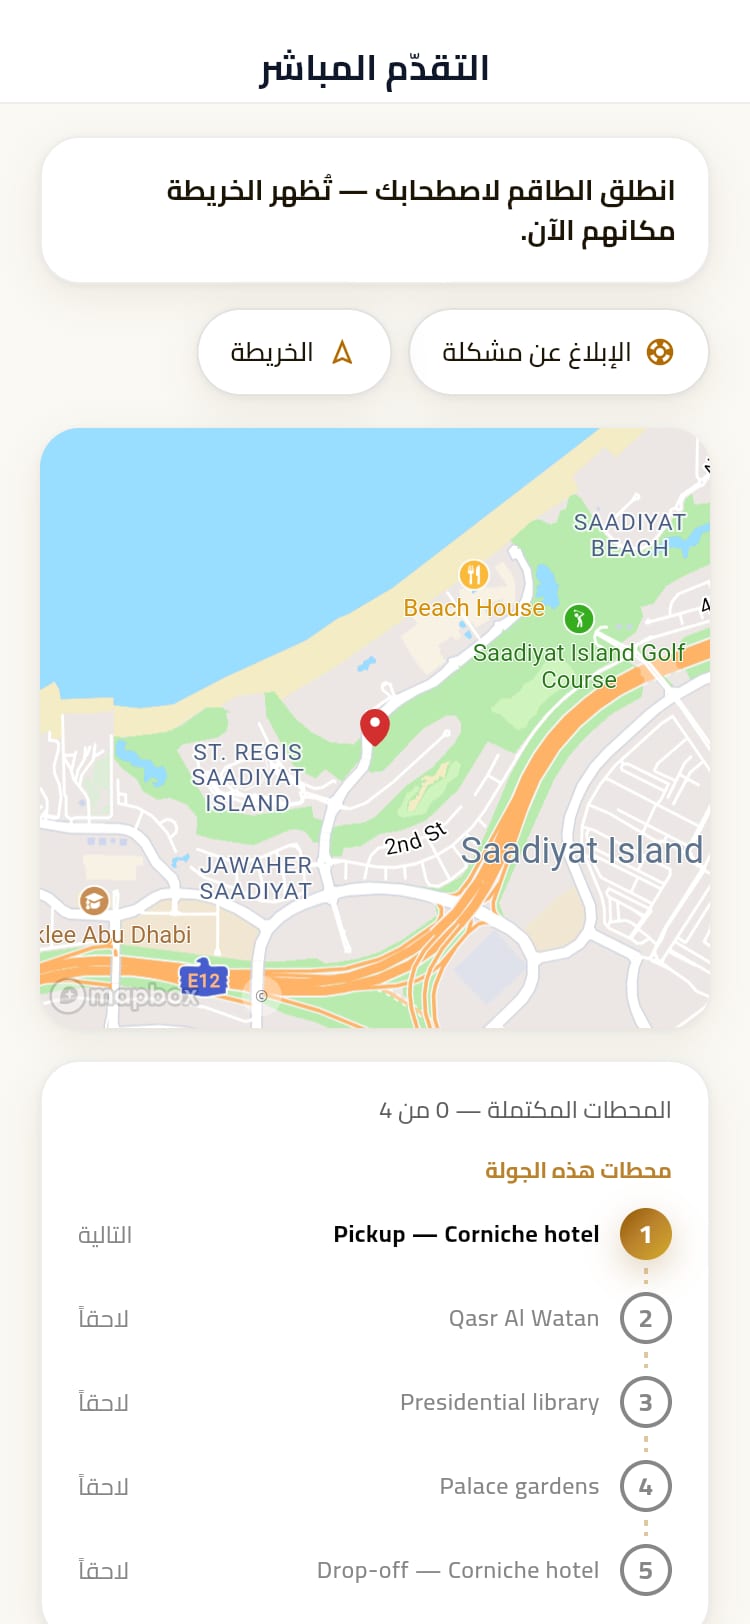 التقدّم المباشر
انطلق الطاقم لاصطحابك — تُظهر الخريطة
مكانهم الآن.
الإبلاغ عن مشكلة
الخريطة
SAADIYAT
BEACH
Beach House
Saadiyat Island Golf
Course
ST. REGIS
SAADIYAT
ISLAND
2nd St
Saadiyat Island
JAWAHER
SAADIYAT
klee Abu Dhabi
E12
mapbox
©
المحطات المكتملة — 0 من 4
محطات هذه الجولة
1 Pickup — Corniche hotel التالية
2 Qasr Al Watan لاحقاً
3 Presidential library لاحقاً
4 Palace gardens لاحقاً
5 Drop-off — Corniche hotel لاحقاً